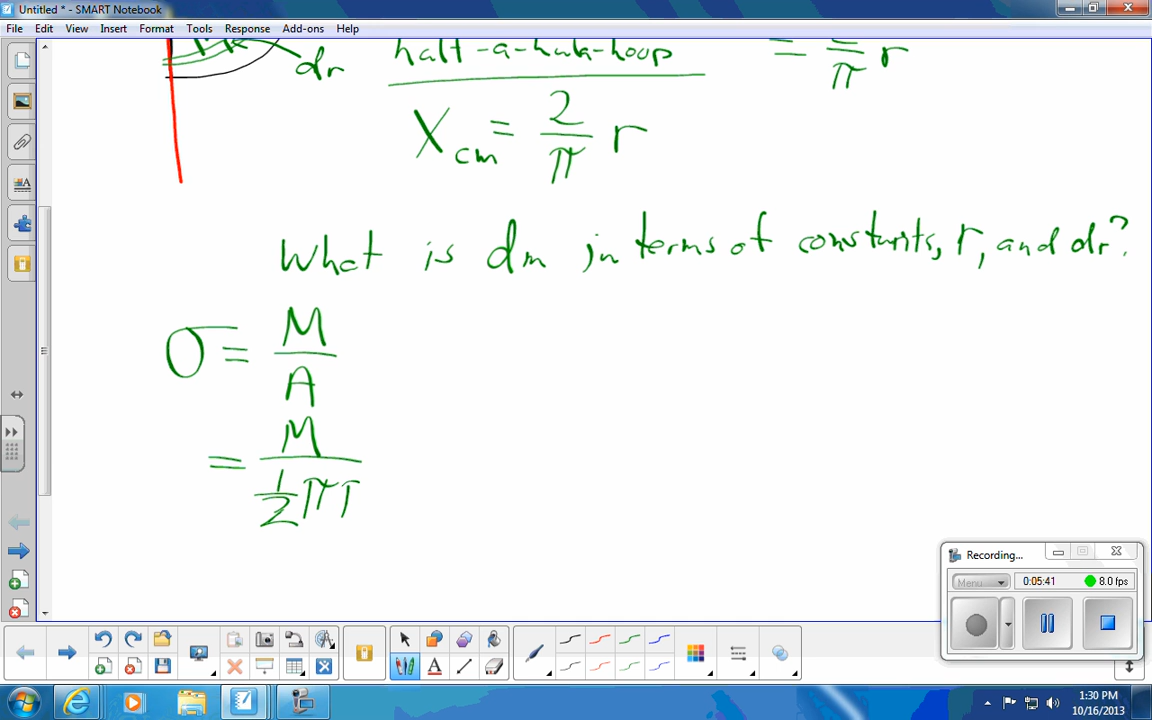 Untitled * - SMART Notebook
File Edit View Insert Format Tools Response Add-ons Help
dr
half-a-hula-hoop
π r
X cm = 2/π r
What is dm in terms of constants, r, and dr?
σ = M/A
= M/½πr
Recording...
Menu 0:05:41 8.0 fps
1:30 PM
10/16/2013